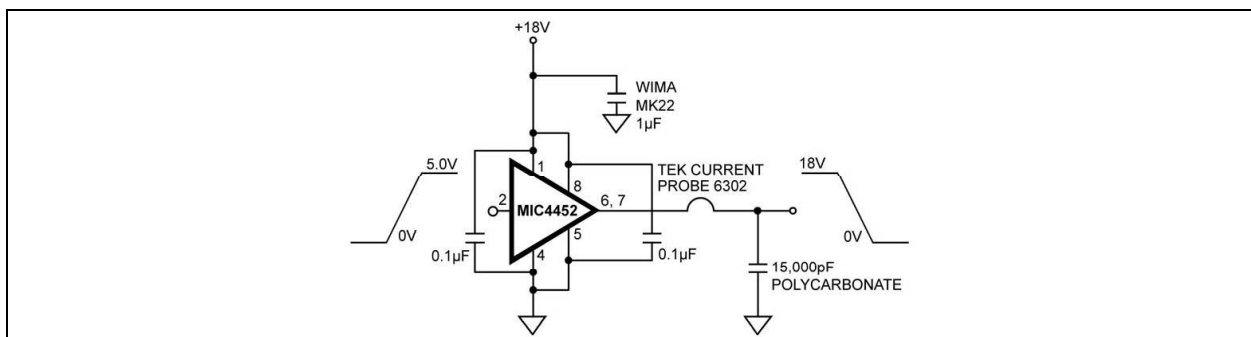 +18V
WIMA
MK22
1µF
5.0V
0V
0.1µF
2
1
8
MIC4452
6, 7
5
4
0.1µF
TEK CURRENT
PROBE 6302
18V
0V
15,000pF
POLYCARBONATE